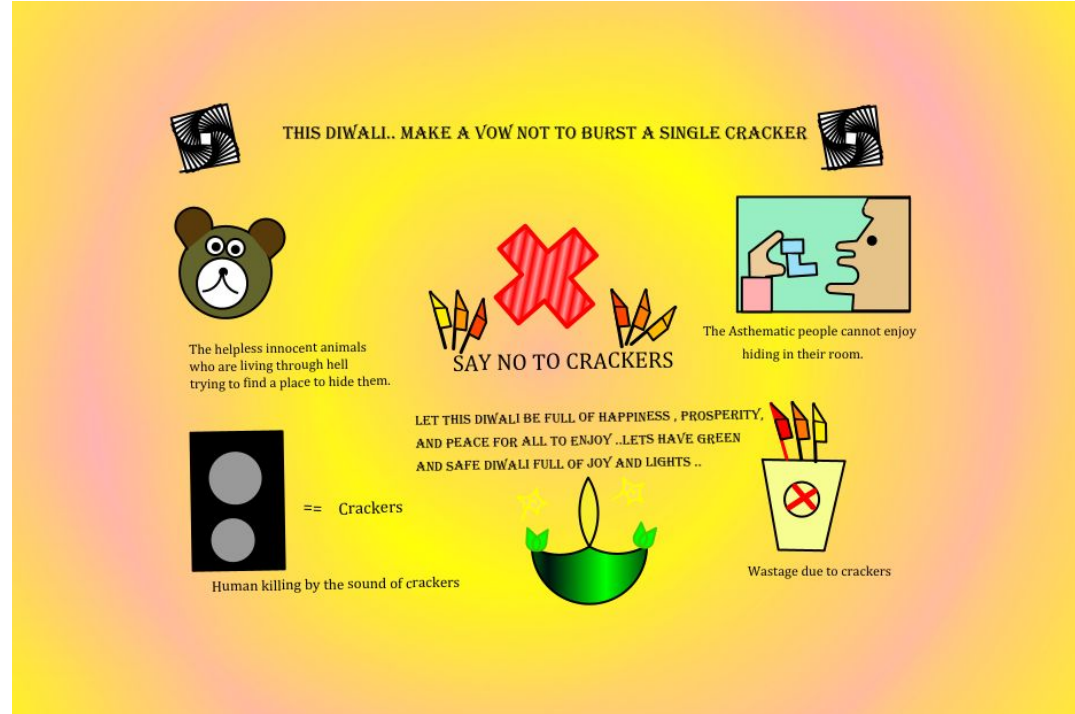 THIS DIWALI.. MAKE A VOW NOT TO BURST A SINGLE CRACKER
The helpless innocent animals
who are living through hell
trying to find a place to hide them.
SAY NO TO CRACKERS
The Asthematic people cannot enjoy
hiding in their room.
LET THIS DIWALI BE FULL OF HAPPINESS , PROSPERITY,
AND PEACE FOR ALL TO ENJOY ..LETS HAVE GREEN
AND SAFE DIWALI FULL OF JOY AND LIGHTS ..
== Crackers
Human killing by the sound of crackers
Wastage due to crackers